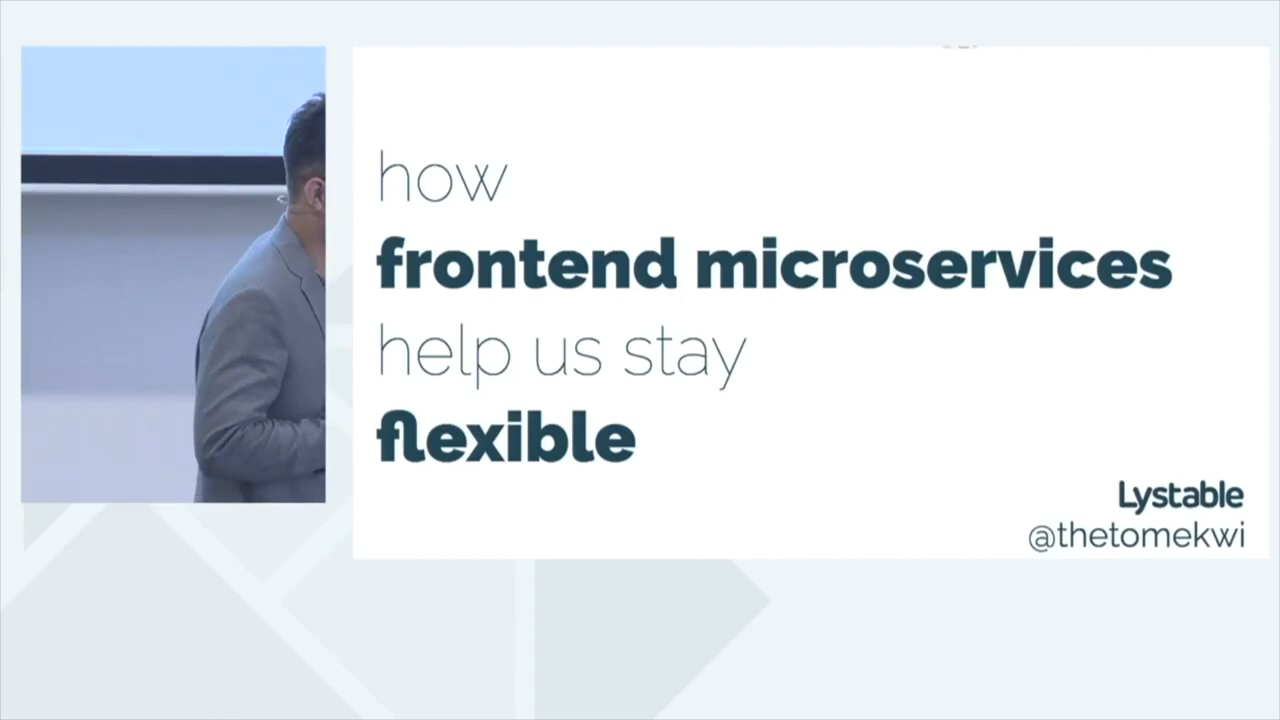 how
frontend microservices
help us stay
flexible
Lystable
@thetomekwi